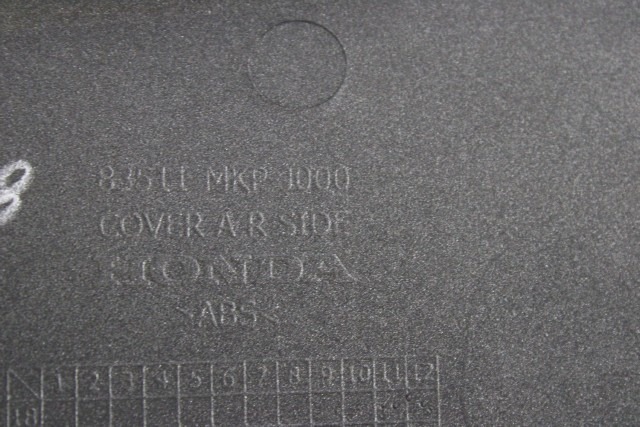 83511 MKP J000
COVER A R SIDE
HONDA
>ABS<
1 2 3 4 5 6 7 8 9 10 11 12
18